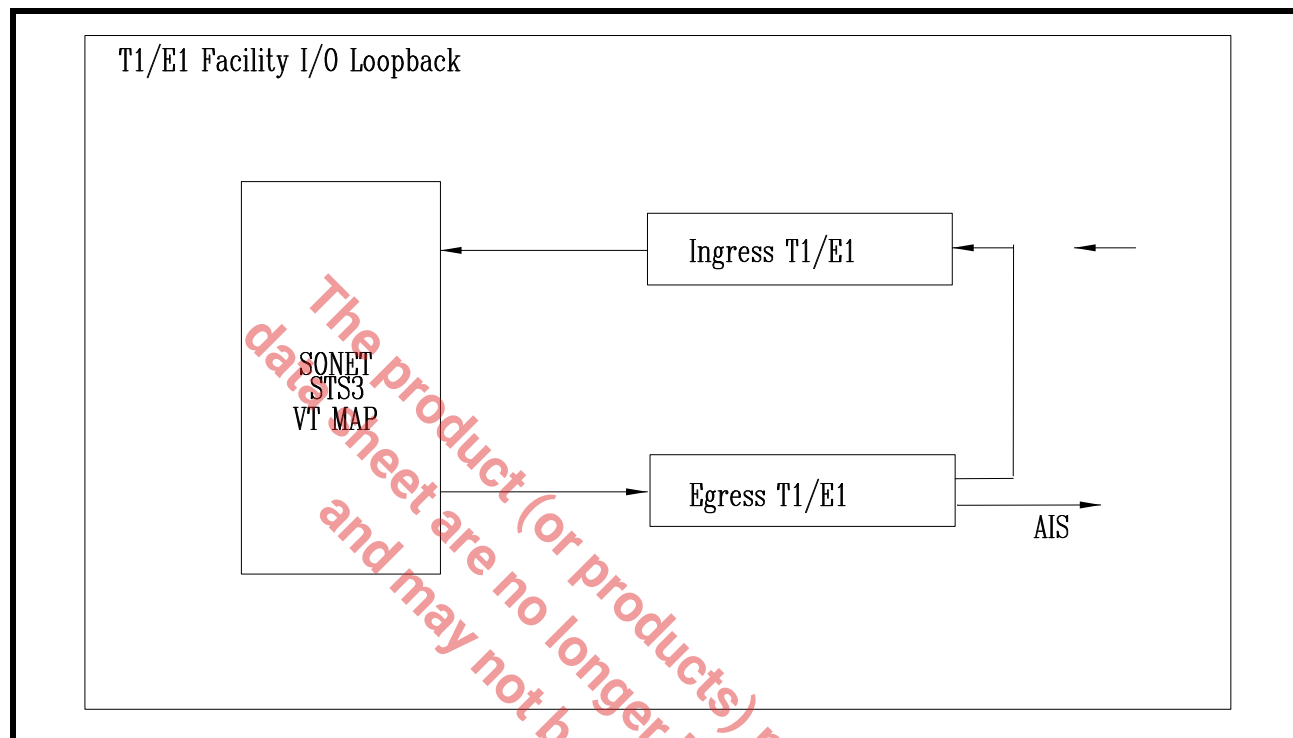 T1/E1 Facility I/O Loopback
Ingress T1/E1
SONET
STS3
VT MAP
Egress T1/E1
AIS
The product (or products)
data sheet are no longer
and may not